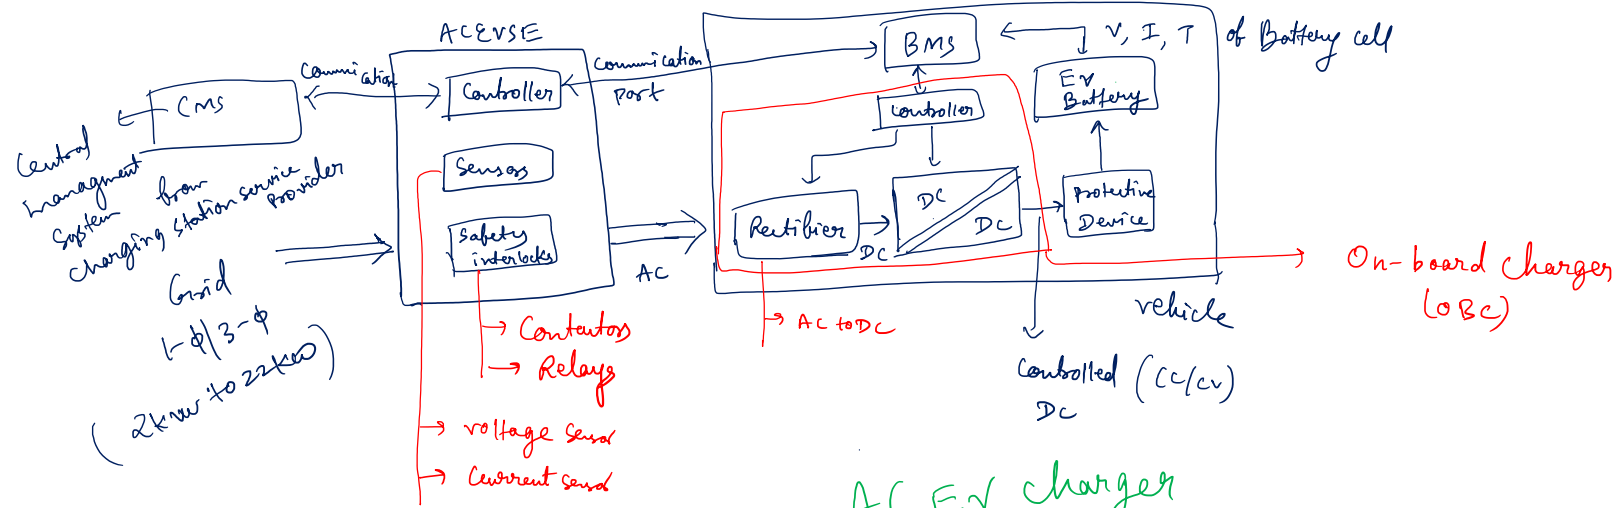 ACEVSE
BMS
V, I, T of Battery cell
Communication
Communication
port
CMS
Controller
EV
Battery
Controller
Central
managment
System from
charging station service
provider
Sensors
Safety
interlocks
Rectifier
DC
DC
DC
Protective
Device
Grid
1-ϕ/3-ϕ
(2kw to 22kw)
AC
On-board charger
(OBC)
vehicle
Contentors
Relays
AC to DC
Controlled (CC/CV)
DC
voltage sensor
Current sensor
AC EV charger